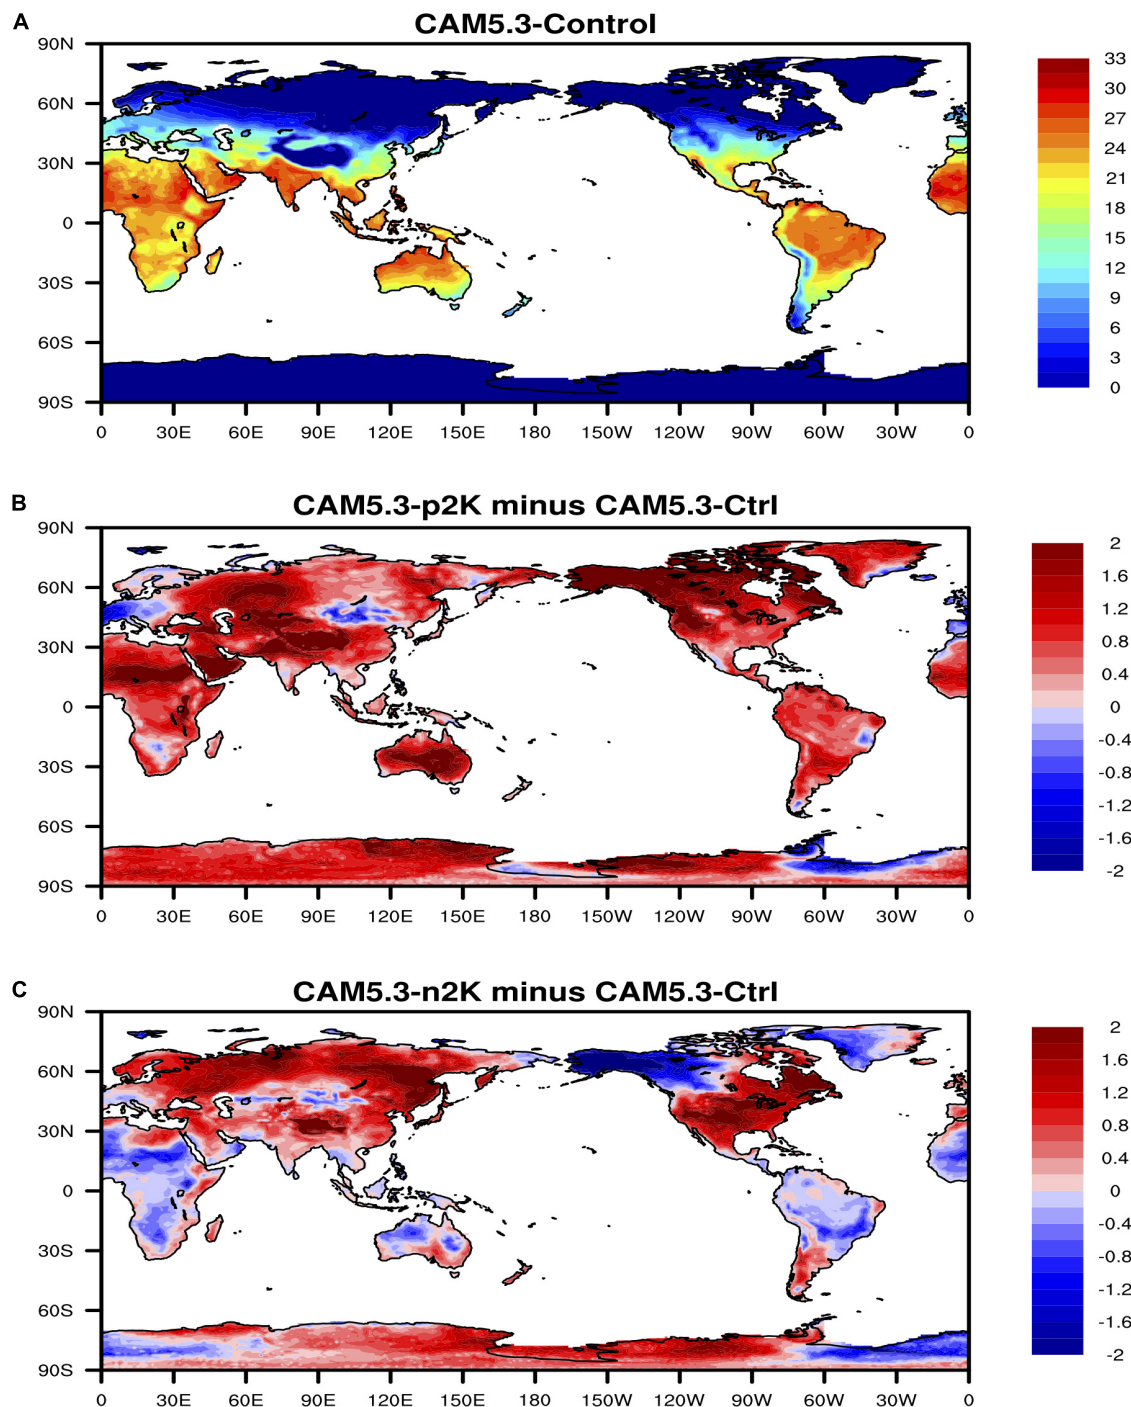 A
CAM5.3-Control
90N
60N
30N
0
30S
60S
90S
0 30E 60E 90E 120E 150E 180 150W 120W 90W 60W 30W 0
33
30
27
24
21
18
15
12
9
6
3
0
B
CAM5.3-p2K minus CAM5.3-Ctrl
90N
60N
30N
0
30S
60S
90S
0 30E 60E 90E 120E 150E 180 150W 120W 90W 60W 30W 0
2
1.6
1.2
0.8
0.4
0
-0.4
-0.8
-1.2
-1.6
-2
C
CAM5.3-n2K minus CAM5.3-Ctrl
90N
60N
30N
0
30S
60S
90S
0 30E 60E 90E 120E 150E 180 150W 120W 90W 60W 30W 0
2
1.6
1.2
0.8
0.4
0
-0.4
-0.8
-1.2
-1.6
-2